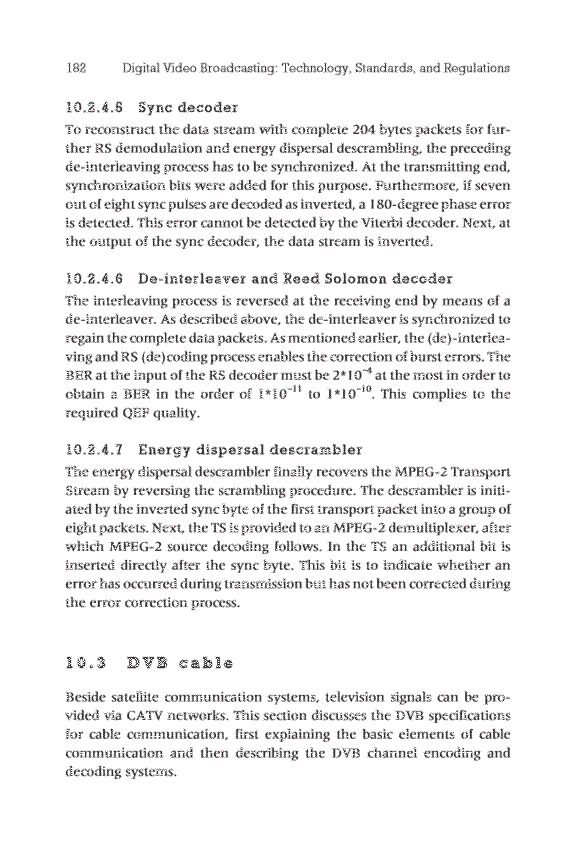 182 Digital Video Broadcasting: Technology, Standards, and Regulations
10.2.4.5 Sync decoder
To reconstruct the data stream with complete 204 bytes packets for fur-
ther RS demodulation and energy dispersal descrambling, the preceding
de-interleaving process has to be synchronized. At the transmitting end,
synchronization bits were added for this purpose. Furthermore, if seven
out of eight sync pulses are decoded as inverted, a 180-degree phase error
is detected. This error cannot be detected by the Viterbi decoder. Next, at
the output of the sync decoder, the data stream is inverted.
10.2.4.6 De-interleaver and Reed Solomon decoder
The interleaving process is reversed at the receiving end by means of a
de-interleaver. As described above, the de-interleaver is synchronized to
regain the complete data packets. As mentioned earlier, the (de)-interlea-
ving and RS (de)coding process enables the correction of burst errors. The
BER at the input of the RS decoder must be 2*10⁻⁴ at the most in order to
obtain a BER in the order of 1*10⁻¹¹ to 1*10⁻¹⁰. This complies to the
required QEF quality.
10.2.4.7 Energy dispersal descrambler
The energy dispersal descrambler finally recovers the MPEG-2 Transport
Stream by reversing the scrambling procedure. The descrambler is initi-
ated by the inverted sync byte of the first transport packet into a group of
eight packets. Next, the TS is provided to an MPEG-2 demultiplexer, after
which MPEG-2 source decoding follows. In the TS an additional bit is
inserted directly after the sync byte. This bit is to indicate whether an
error has occurred during transmission but has not been corrected during
the error correction process.
10.3 DVB cable
Beside satellite communication systems, television signals can be pro-
vided via CATV networks. This section discusses the DVB specifications
for cable communication, first explaining the basic elements of cable
communication and then describing the DVB channel encoding and
decoding systems.